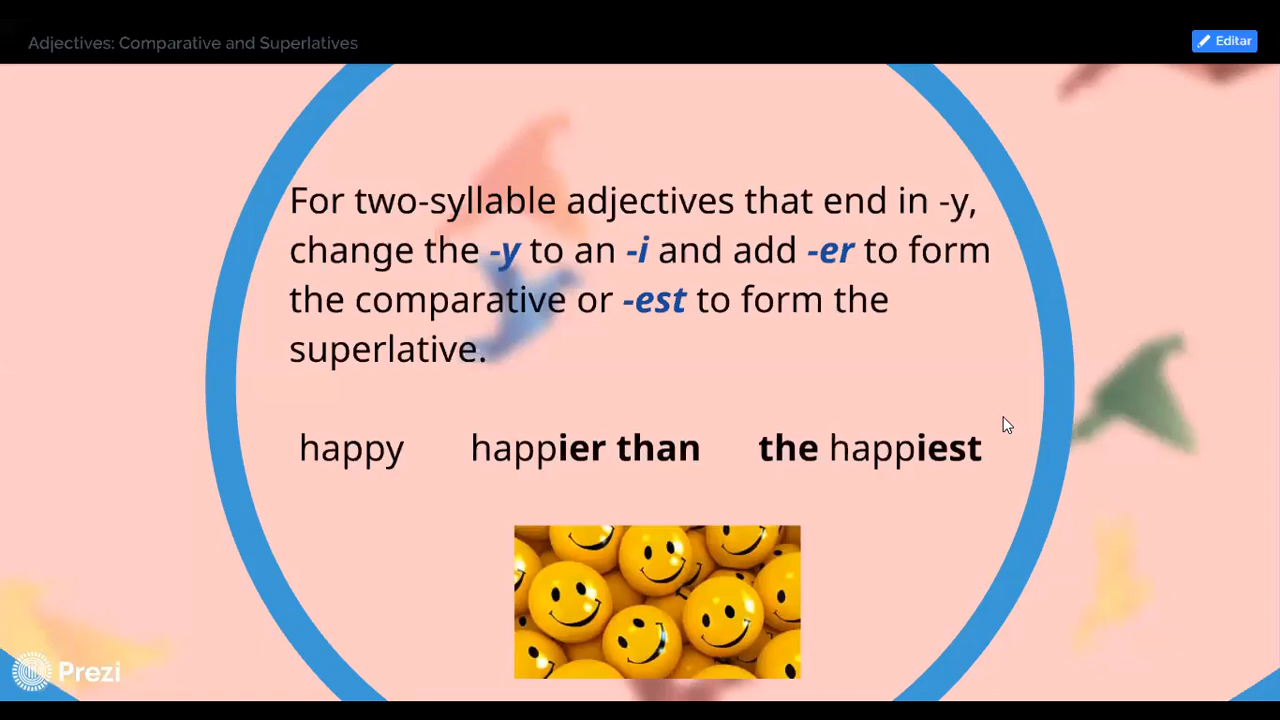 Adjectives: Comparative and Superlatives
Editar
For two-syllable adjectives that end in -y,
change the -y to an -i and add -er to form
the comparative or -est to form the
superlative.
happy happier than the happiest
Prezi